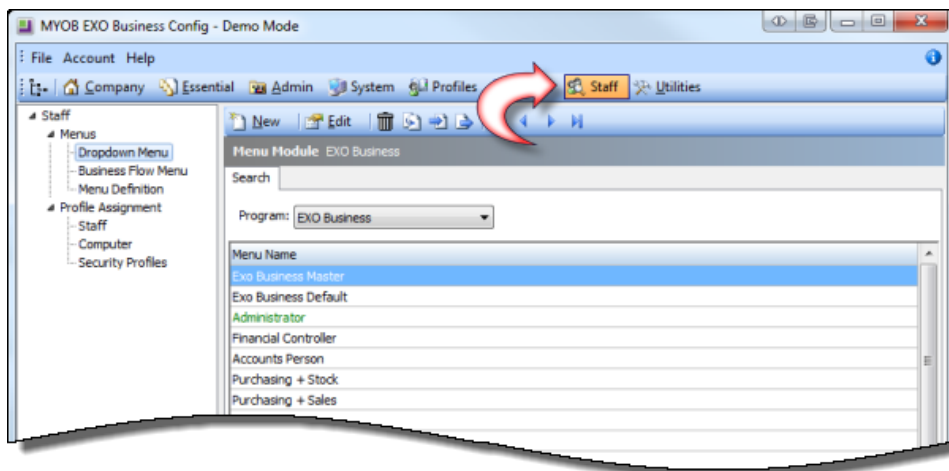 MYOB EXO Business Config - Demo Mode
File Account Help
Company Essential Admin System Profiles Staff Utilities
Staff
Menus
Dropdown Menu
Business Flow Menu
Menu Definition
Profile Assignment
Staff
Computer
Security Profiles
New Edit
Menu Module EXO Business
Search
Program: EXO Business
Menu Name
Exo Business Master
Exo Business Default
Administrator
Financial Controller
Accounts Person
Purchasing + Stock
Purchasing + Sales